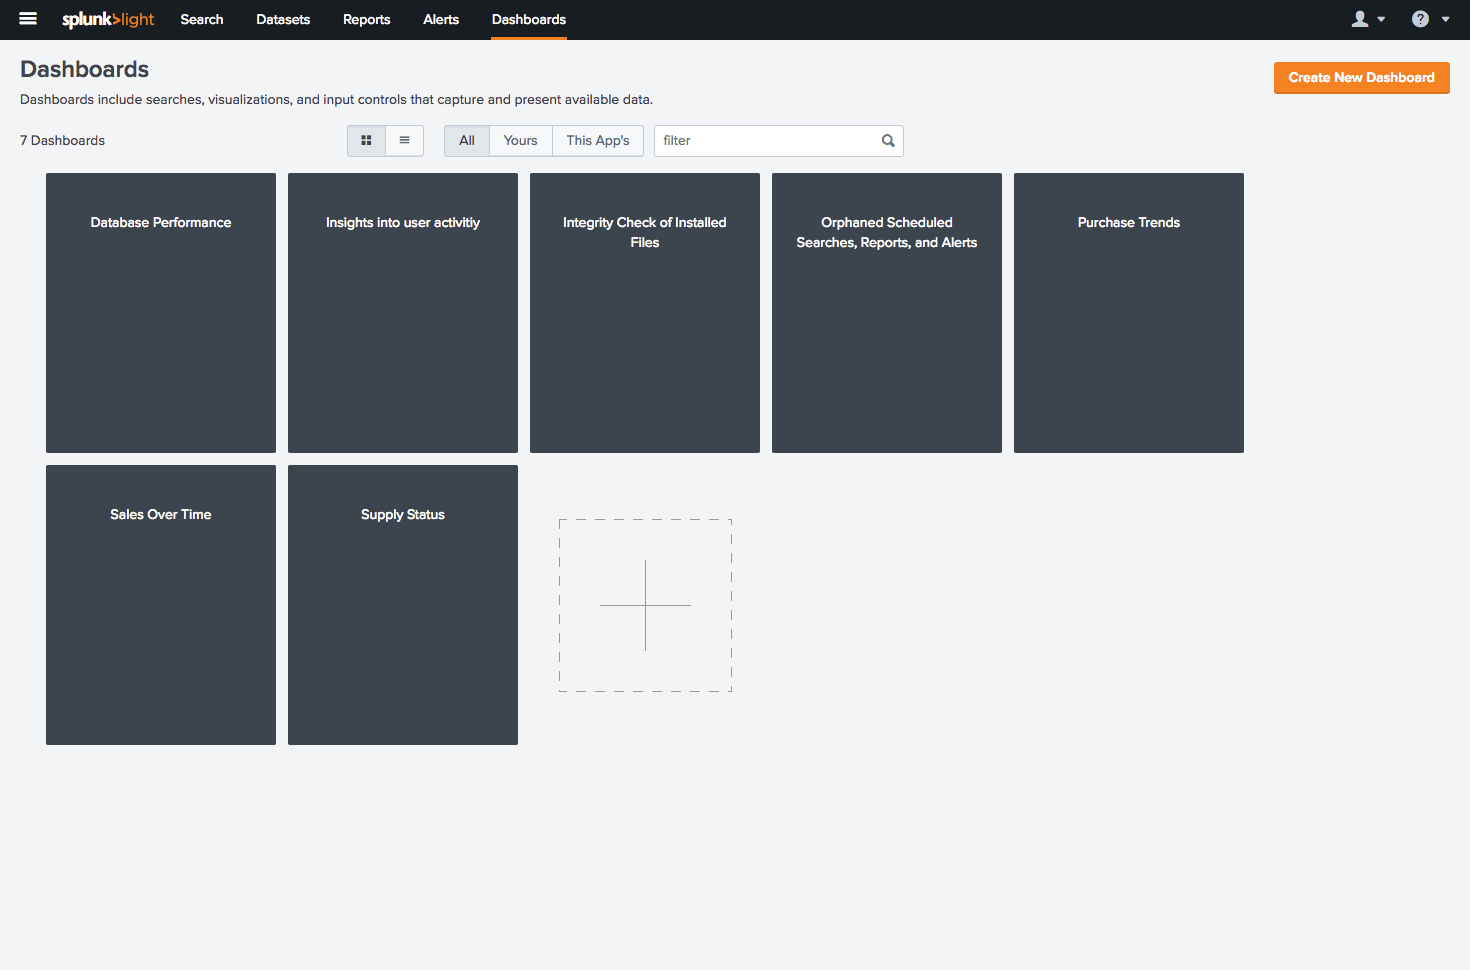 splunk>light Search Datasets Reports Alerts Dashboards ?
Dashboards
Create New Dashboard
Dashboards include searches, visualizations, and input controls that capture and present available data.
7 Dashboards All Yours This App's filter
Database Performance
Insights into user activitiy
Integrity Check of Installed
Files
Orphaned Scheduled
Searches, Reports, and Alerts
Purchase Trends
Sales Over Time
Supply Status